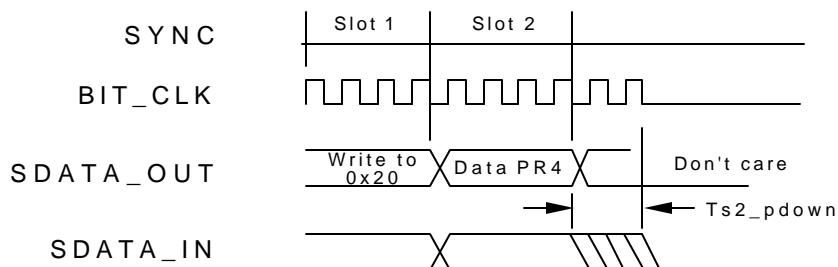 Slot 1 Slot 2
SYNC
BIT_CLK
SDATA_OUT
Write to
0x20
Data PR4
Don't care
Ts2_pdown
SDATA_IN